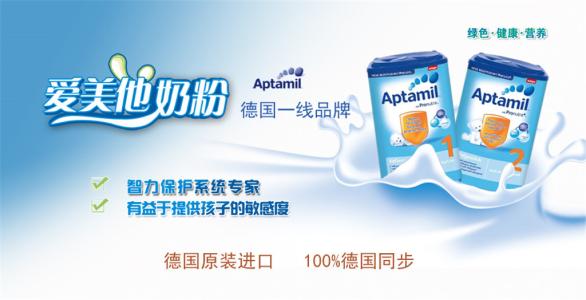 绿色·健康·营养
爱美他奶粉
Aptamil
德国一线品牌
Aptamil
Pronutra
1
Aptamil
Pronutra
2
智力保护系统专家
有益于提供孩子的敏感度
德国原装进口 100%德国同步